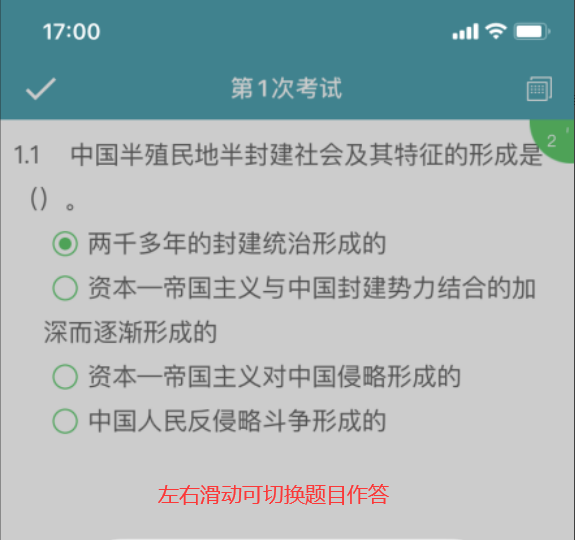 17:00
第1次考试
2
1.1 中国半殖民地半封建社会及其特征的形成是
（）。
两千多年的封建统治形成的
资本—帝国主义与中国封建势力结合的加
深而逐渐形成的
资本—帝国主义对中国侵略形成的
中国人民反侵略斗争形成的
左右滑动可切换题目作答